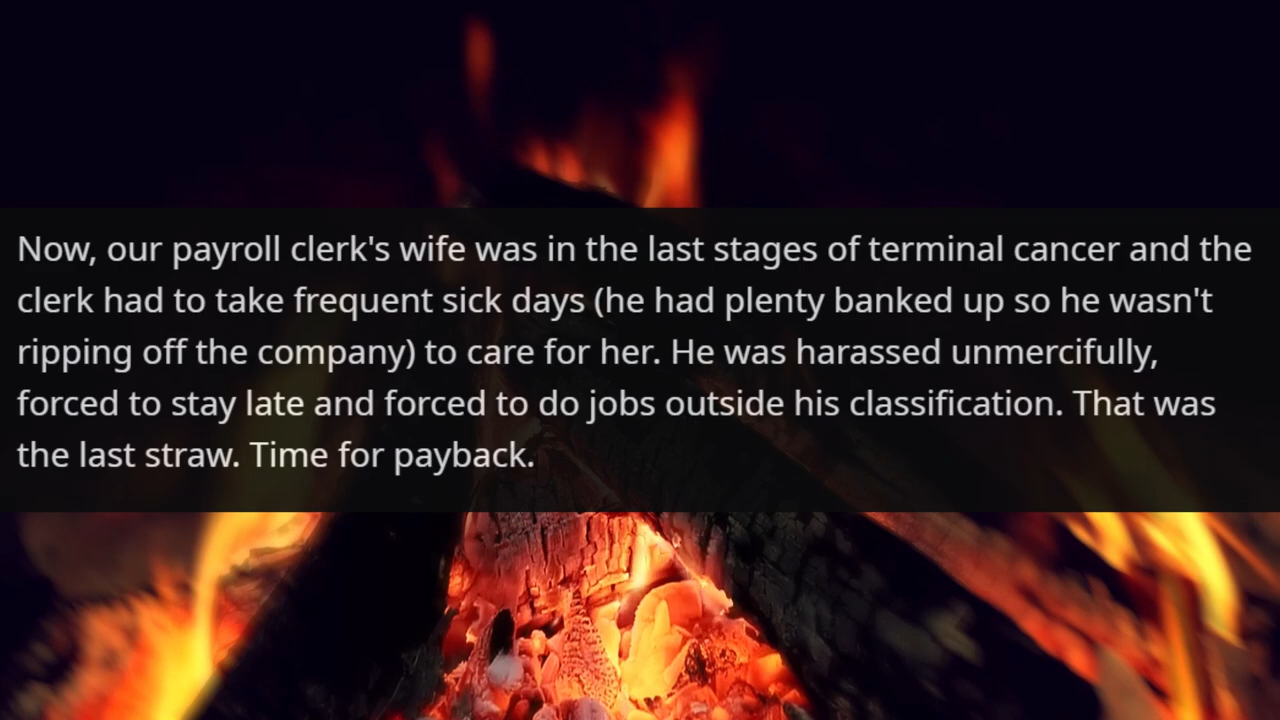 Now, our payroll clerk's wife was in the last stages of terminal cancer and the
clerk had to take frequent sick days (he had plenty banked up so he wasn't
ripping off the company) to care for her. He was harassed unmercifully,
forced to stay late and forced to do jobs outside his classification. That was
the last straw. Time for payback.